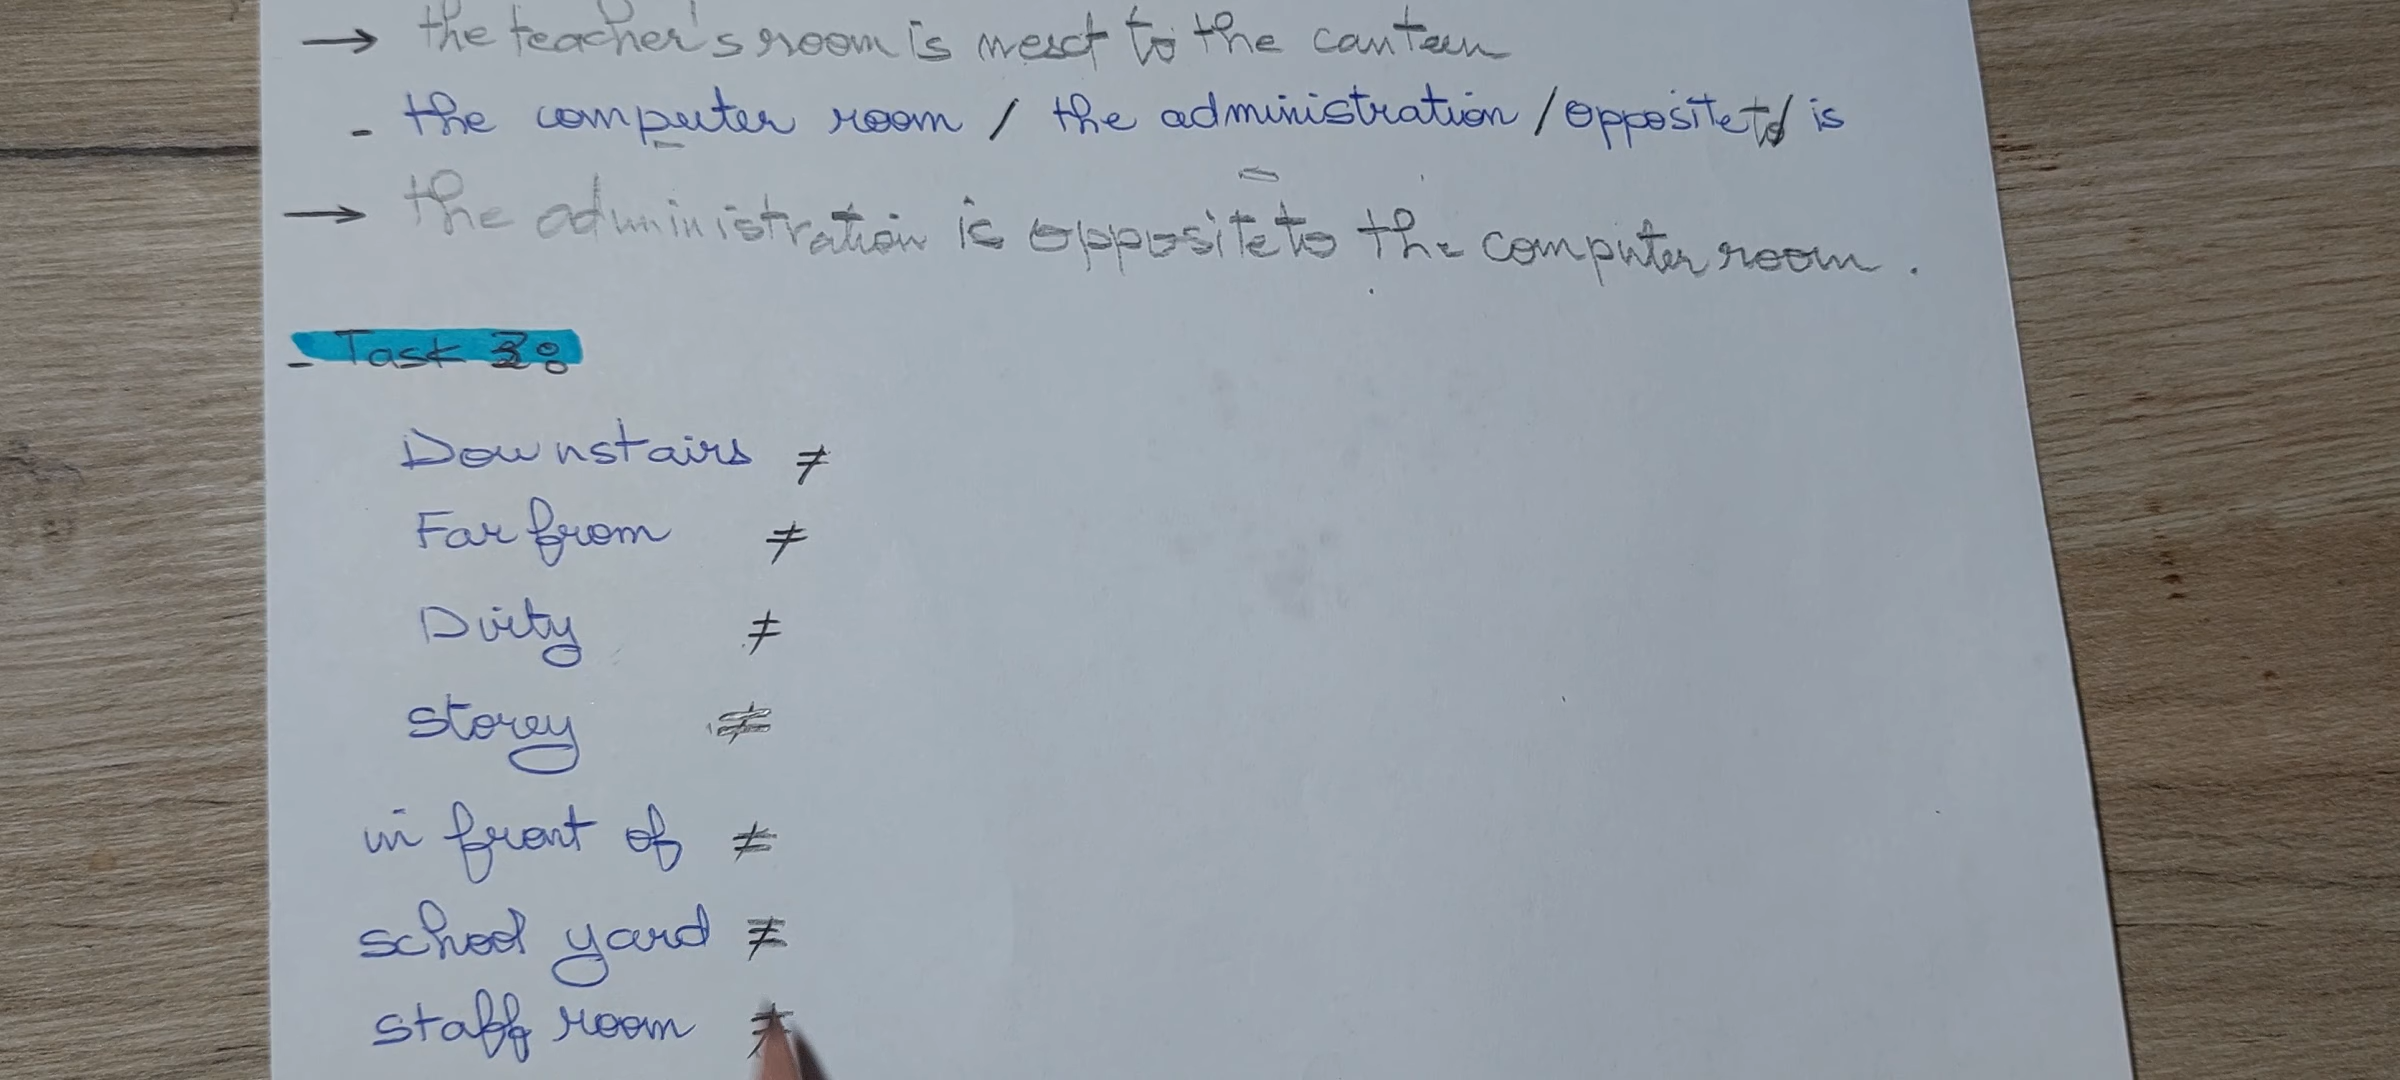 → the teacher's room is next to the canteen
- the computer room / the administration / opposite to / is
→ the administration is opposite to the computer room .
- Task 3:
Downstairs ≠
Far from ≠
Dirty ≠
storey ≠
in front of ≠
school yard ≠
staff room ≠